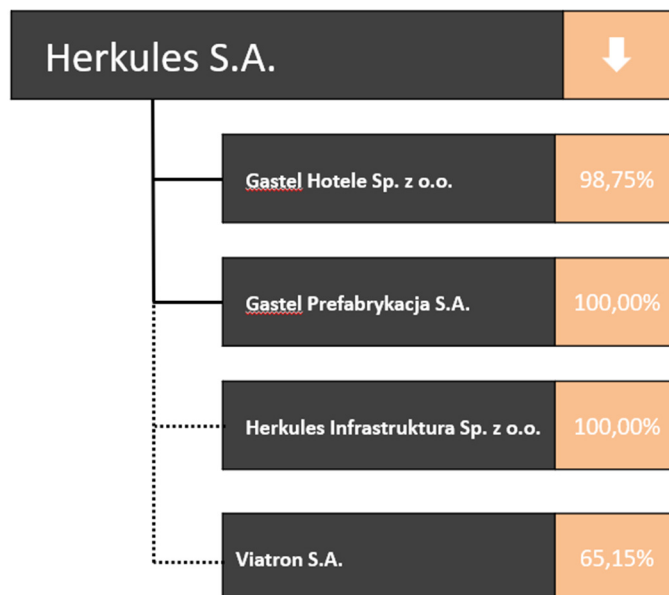 Herkules S.A.
Gastel Hotele Sp. z o.o. 98,75%
Gastel Prefabrykacja S.A. 100,00%
Herkules Infrastruktura Sp. z o.o. 100,00%
Viatron S.A. 65,15%